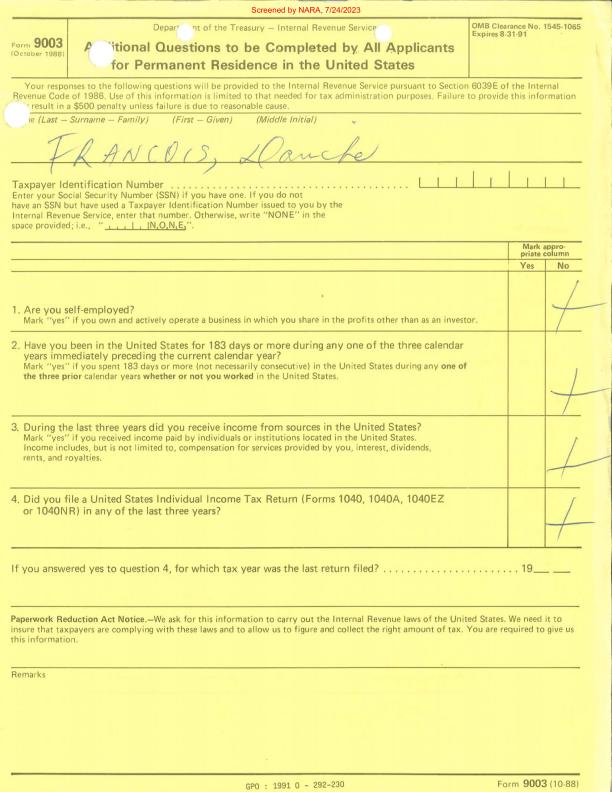 Screened by NARA, 7/24/2023
Department of the Treasury — Internal Revenue Service
OMB Clearance No. 1545-1065
Expires 8-31-91
Form 9003
(October 1988)
Additional Questions to be Completed by All Applicants
for Permanent Residence in the United States
Your responses to the following questions will be provided to the Internal Revenue Service pursuant to Section 6039E of the Internal
Revenue Code of 1986. Use of this information is limited to that needed for tax administration purposes. Failure to provide this information
result in a $500 penalty unless failure is due to reasonable cause.
(Last — Surname — Family) (First — Given) (Middle Initial)
FRANCOIS,
Taxpayer Identification Number
Enter your Social Security Number (SSN) if you have one. If you do not
have an SSN but have used a Taxpayer Identification Number issued to you by the
Internal Revenue Service, enter that number. Otherwise, write "NONE" in the
space provided; i.e., " N,O,N,E,".
Mark appro-
priate column
Yes No
1. Are you self-employed?
Mark "yes" if you own and actively operate a business in which you share in the profits other than as an investor.
2. Have you been in the United States for 183 days or more during any one of the three calendar
years immediately preceding the current calendar year?
Mark "yes" if you spent 183 days or more (not necessarily consecutive) in the United States during any one of
the three prior calendar years whether or not you worked in the United States.
3. During the last three years did you receive income from sources in the United States?
Mark "yes" if you received income paid by individuals or institutions located in the United States.
Income includes, but is not limited to, compensation for services provided by you, interest, dividends,
rents, and royalties.
4. Did you file a United States Individual Income Tax Return (Forms 1040, 1040A, 1040EZ
or 1040NR) in any of the last three years?
If you answered yes to question 4, for which tax year was the last return filed? ........................ 19__ __
Paperwork Reduction Act Notice.—We ask for this information to carry out the Internal Revenue laws of the United States. We need it to
insure that taxpayers are complying with these laws and to allow us to figure and collect the right amount of tax. You are required to give us
this information.
Remarks
GPO : 1991 O - 292-230
Form 9003 (10-88)